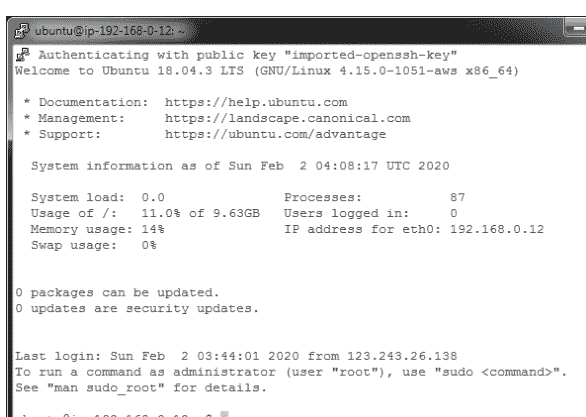 ubuntu@ip-192-168-0-12: ~
Authenticating with public key "imported-openssh-key"
Welcome to Ubuntu 18.04.3 LTS (GNU/Linux 4.15.0-1051-aws x86_64)
* Documentation: https://help.ubuntu.com
* Management: https://landscape.canonical.com
* Support: https://ubuntu.com/advantage
System information as of Sun Feb 2 04:08:17 UTC 2020
System load: 0.0 Processes: 87
Usage of /: 11.0% of 9.63GB Users logged in: 0
Memory usage: 14% IP address for eth0: 192.168.0.12
Swap usage: 0%
0 packages can be updated.
0 updates are security updates.
Last login: Sun Feb 2 03:44:01 2020 from 123.243.26.138
To run a command as administrator (user "root"), use "sudo <command>".
See "man sudo_root" for details.